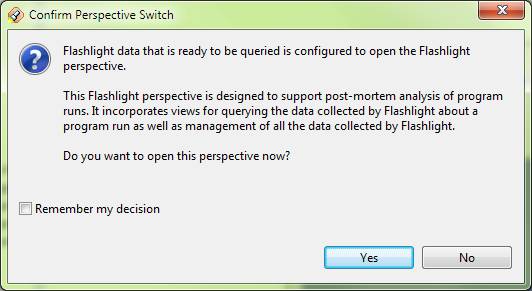 Confirm Perspective Switch
Flashlight data that is ready to be queried is configured to open the Flashlight
perspective.
This Flashlight perspective is designed to support post-mortem analysis of program
runs. It incorporates views for querying the data collected by Flashlight about a
program run as well as management of all the data collected by Flashlight.
Do you want to open this perspective now?
Remember my decision
Yes No